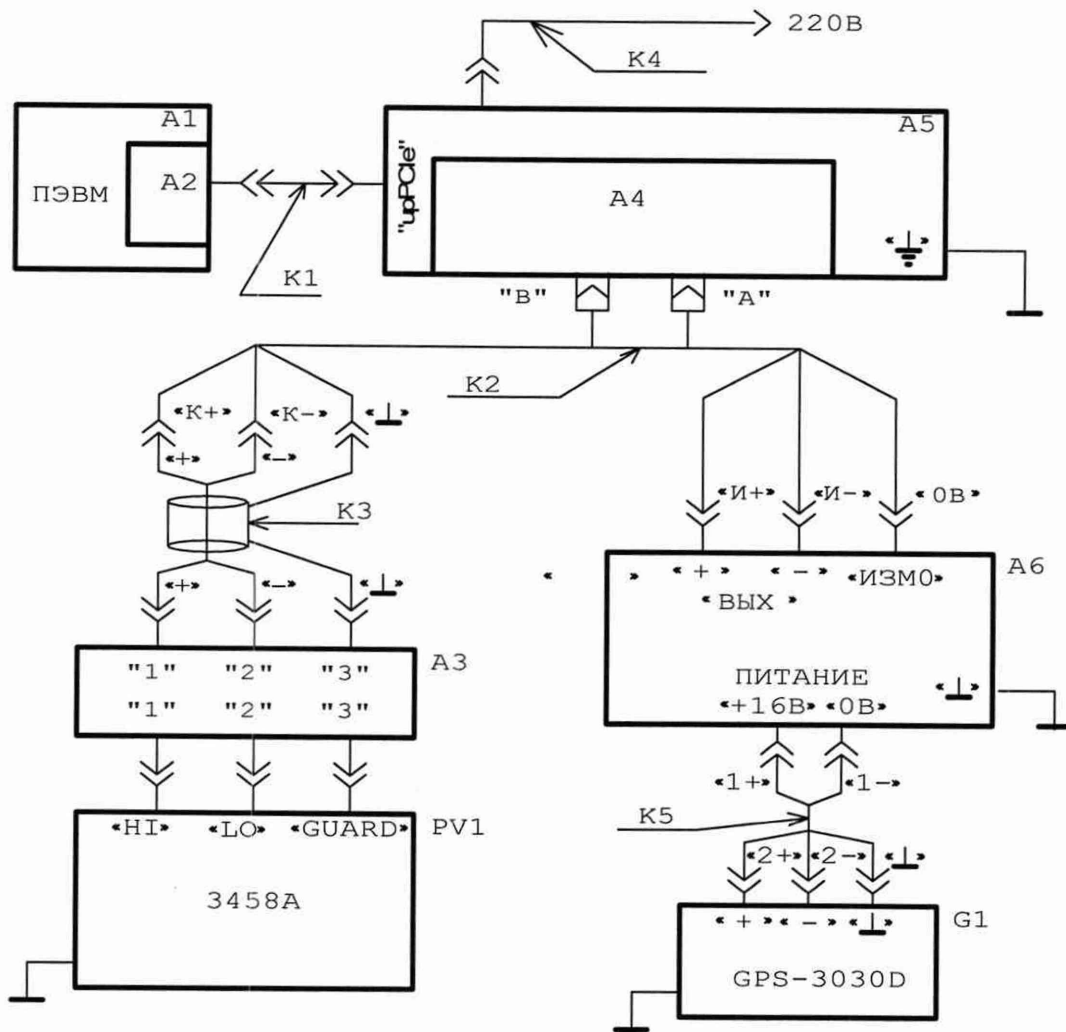 220В
К4
А1
А5
"upPCIe"
А2
ПЭВМ
А4
«⊥»
К1
"В"
"А"
К2
«К+» «К-» «⊥»
«+» «-»
«И+» «И-» «0В»
К3
«+» «-» «⊥»
« » «+» «-» «ИЗМ0»
А6
«ВЫХ»
"1" "2" "3"
А3
"1" "2" "3"
ПИТАНИЕ
«+16В» «0В»
«⊥»
«1+» «1-»
«HI» «LO» «GUARD»
PV1
К5
«2+» «2-» «⊥»
3458А
«+» «-» «⊥»
G1
GPS-3030D